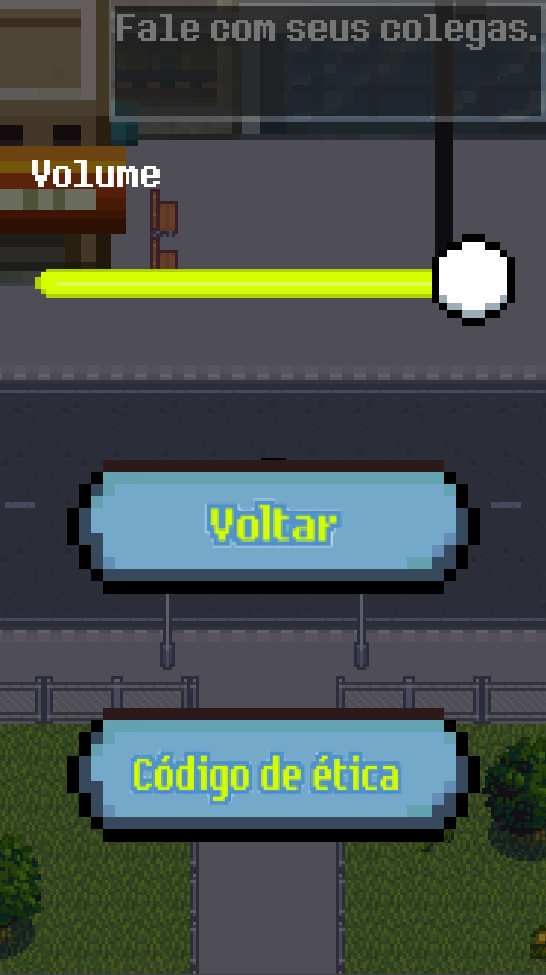 Fale com seus colegas.
Volume
Voltar
Código de ética